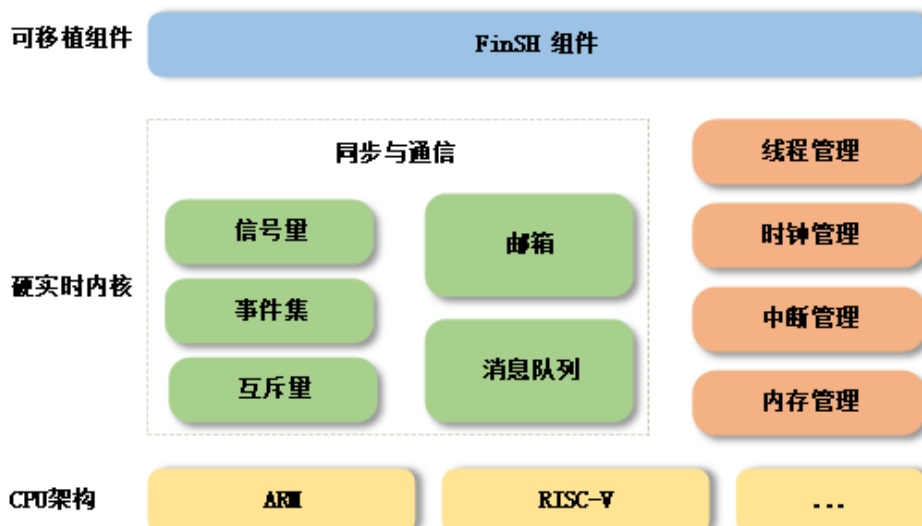 可移植组件
FinSH 组件
同步与通信
线程管理
信号量
邮箱
时钟管理
硬实时内核
事件集
中断管理
互斥量
消息队列
内存管理
CPU架构
ARM
RISC-V
...